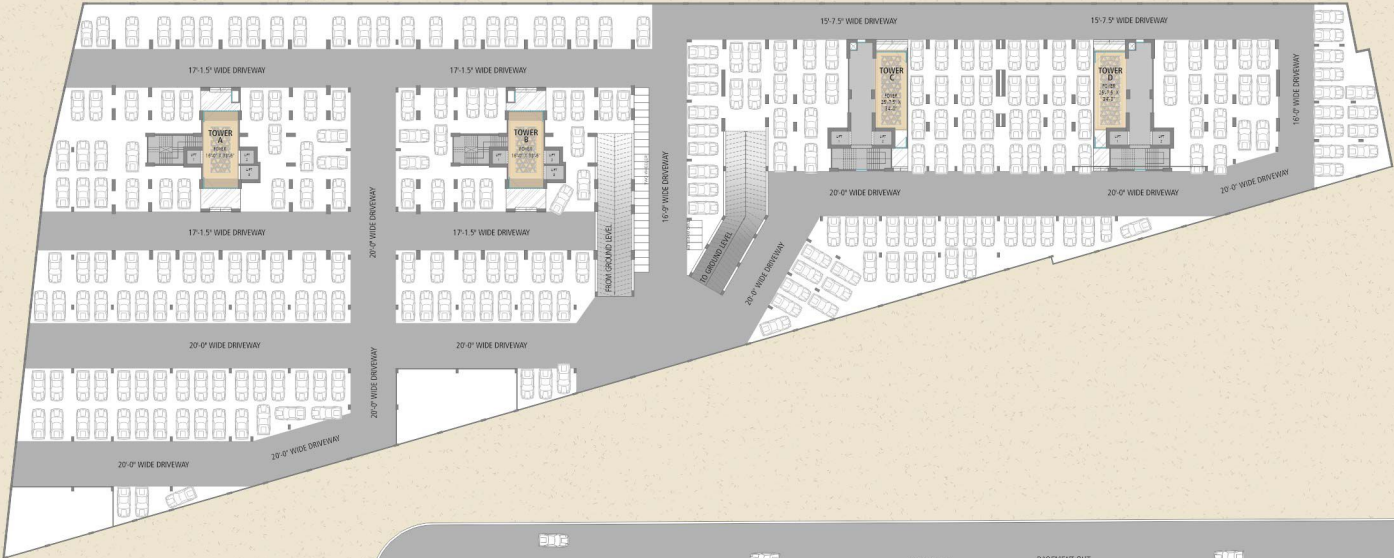 15'-7.5" WIDE DRIVEWAY
15'-7.5" WIDE DRIVEWAY
17'-1.5" WIDE DRIVEWAY
17'-1.5" WIDE DRIVEWAY
TOWER
A
FOYER
TOWER
B
FOYER
TOWER
C
FOYER
TOWER
D
FOYER
16'-0" WIDE DRIVEWAY
16'-9" WIDE DRIVEWAY
20'-0" WIDE DRIVEWAY
20'-0" WIDE DRIVEWAY
20'-0" WIDE DRIVEWAY
20'-0" WIDE DRIVEWAY
17'-1.5" WIDE DRIVEWAY
17'-1.5" WIDE DRIVEWAY
FROM GROUND LEVEL
TO GROUND LEVEL
20'-0" WIDE DRIVEWAY
20'-0" WIDE DRIVEWAY
20'-0" WIDE DRIVEWAY
20'-0" WIDE DRIVEWAY
20'-0" WIDE DRIVEWAY
20'-0" WIDE DRIVEWAY